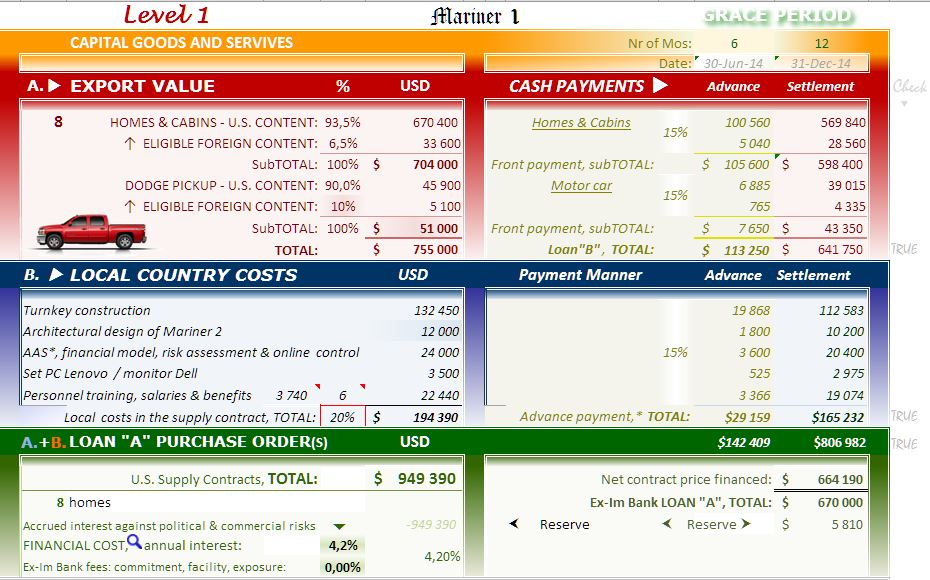 Level 1 Mariner 1 GRACE PERIOD
CAPITAL GOODS AND SERVIVES Nr of Mos: 6 12
Date: 30-Jun-14 31-Dec-14
A. ▶ EXPORT VALUE % USD CASH PAYMENTS ▶ Advance Settlement Check
8 HOMES & CABINS - U.S. CONTENT: 93,5% 670 400 Homes & Cabins 15% 100 560 569 840
↑ ELIGIBLE FOREIGN CONTENT: 6,5% 33 600 5 040 28 560
SubTOTAL: 100% $ 704 000 Front payment, subTOTAL: $ 105 600 $ 598 400
DODGE PICKUP - U.S. CONTENT: 90,0% 45 900 Motor car 15% 6 885 39 015
↑ ELIGIBLE FOREIGN CONTENT: 10% 5 100 765 4 335
SubTOTAL: 100% $ 51 000 Front payment, subTOTAL: $ 7 650 $ 43 350
TOTAL: $ 755 000 Loan"B", TOTAL: $ 113 250 $ 641 750 TRUE
B. ▶ LOCAL COUNTRY COSTS USD Payment Manner Advance Settlement
Turnkey construction 132 450 19 868 112 583
Architectural design of Mariner 2 12 000 1 800 10 200
AAS*, financial model, risk assessment & online control 24 000 15% 3 600 20 400
Set PC Lenovo / monitor Dell 3 500 525 2 975
Personnel training, salaries & benefits 3 740 6 22 440 3 366 19 074
Local costs in the supply contract, TOTAL: 20% $ 194 390 Advance payment,* TOTAL: $29 159 $165 232 TRUE
A.+B. LOAN "A" PURCHASE ORDER(S) USD $142 409 $806 982 TRUE
U.S. Supply Contracts, TOTAL: $ 949 390 Net contract price financed: $ 664 190
8 homes Ex-Im Bank LOAN "A", TOTAL: $ 670 000
Accrued interest against political & commercial risks -949 390 Reserve Reserve $ 5 810
FINANCIAL COST, annual interest: 4,2% 4,20%
Ex-Im Bank fees: commitment, facility, exposure: 0,00%